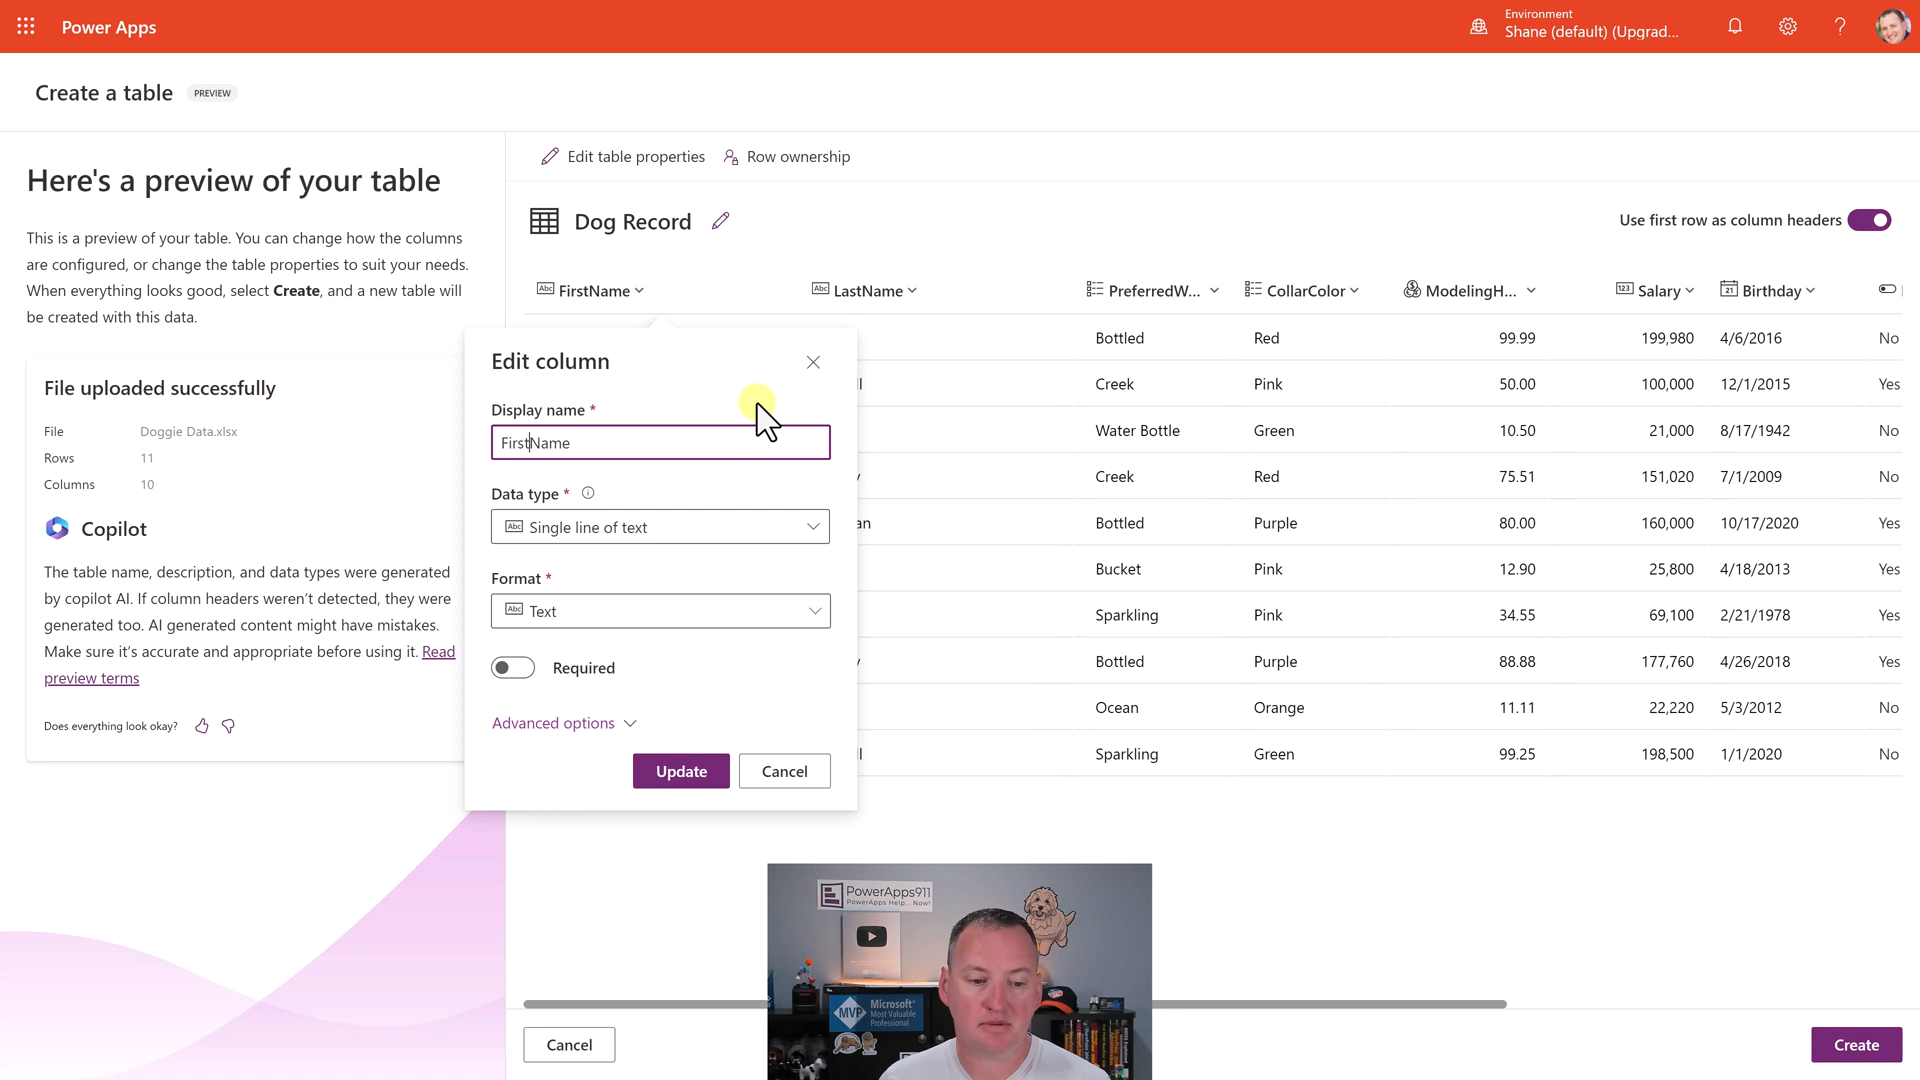 Power Apps
Environment
Shane (default) (Upgrad...
Create a table
PREVIEW
Here's a preview of your table
This is a preview of your table. You can change how the columns
are configured, or change the table properties to suit your needs.
When everything looks good, select Create, and a new table will
be created with this data.
File uploaded successfully
File Doggie Data.xlsx
Rows 11
Columns 10
Copilot
The table name, description, and data types were generated
by copilot AI. If column headers weren't detected, they were
generated too. AI generated content might have mistakes.
Make sure it's accurate and appropriate before using it. Read
preview terms
Does everything look okay?
Edit table properties Row ownership
Dog Record
Use first row as column headers
Abc FirstName Abc LastName PreferredW... CollarColor ModelingH... 123 Salary 21 Birthday
Bottled Red 99.99 199,980 4/6/2016 No
Creek Pink 50.00 100,000 12/1/2015 Yes
Water Bottle Green 10.50 21,000 8/17/1942 No
Creek Red 75.51 151,020 7/1/2009 No
an Bottled Purple 80.00 160,000 10/17/2020 Yes
Bucket Pink 12.90 25,800 4/18/2013 Yes
Sparkling Pink 34.55 69,100 2/21/1978 Yes
Bottled Purple 88.88 177,760 4/26/2018 Yes
Ocean Orange 11.11 22,220 5/3/2012 No
Sparkling Green 99.25 198,500 1/1/2020 No
Edit column
Display name *
FirstName
Data type *
Abc Single line of text
Format *
Abc Text
Required
Advanced options
Update Cancel
PowerApps911
PowerApps Help... Now!
Microsoft®
MVP
Most Valuable
Professional
Cancel
Create